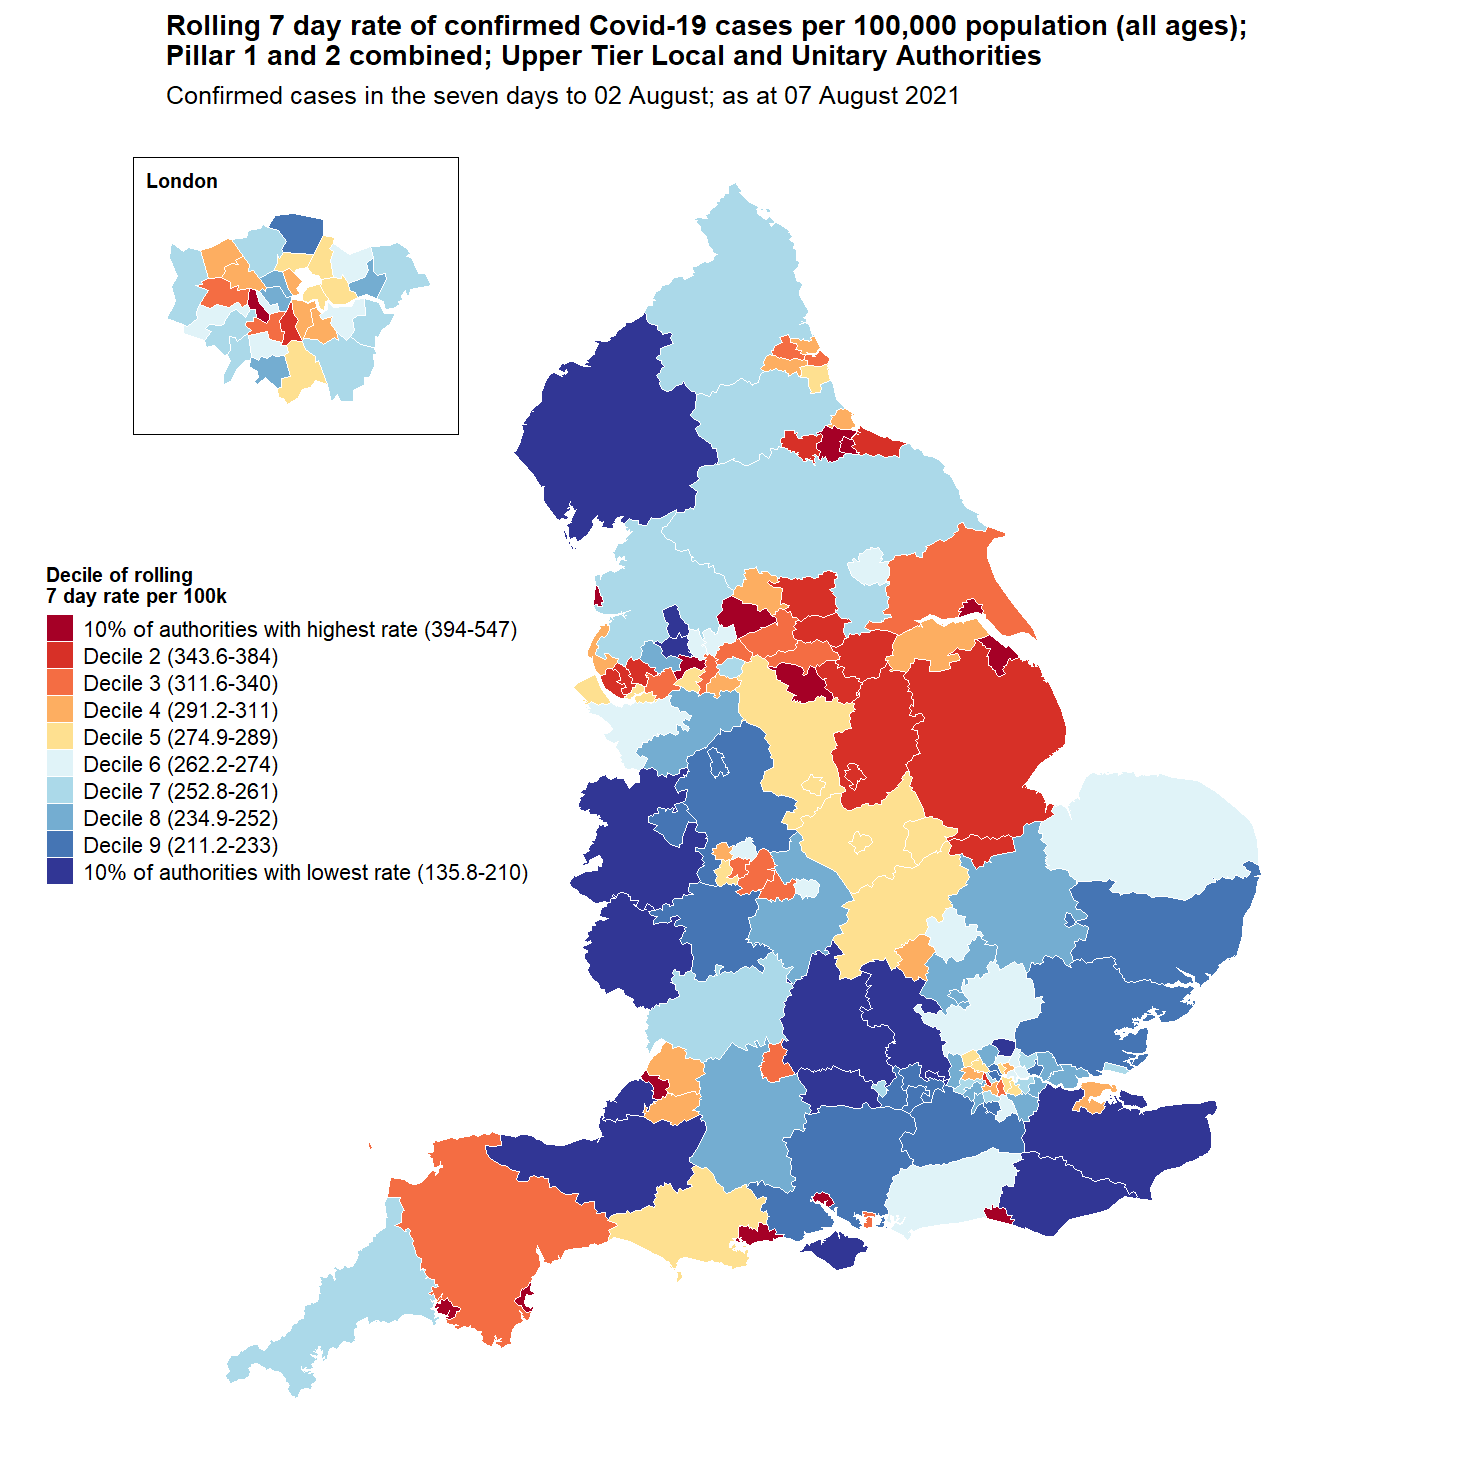 Rolling 7 day rate of confirmed Covid-19 cases per 100,000 population (all ages);
Pillar 1 and 2 combined; Upper Tier Local and Unitary Authorities
Confirmed cases in the seven days to 02 August; as at 07 August 2021
London
Decile of rolling
7 day rate per 100k
10% of authorities with highest rate (394-547)
Decile 2 (343.6-384)
Decile 3 (311.6-340)
Decile 4 (291.2-311)
Decile 5 (274.9-289)
Decile 6 (262.2-274)
Decile 7 (252.8-261)
Decile 8 (234.9-252)
Decile 9 (211.2-233)
10% of authorities with lowest rate (135.8-210)